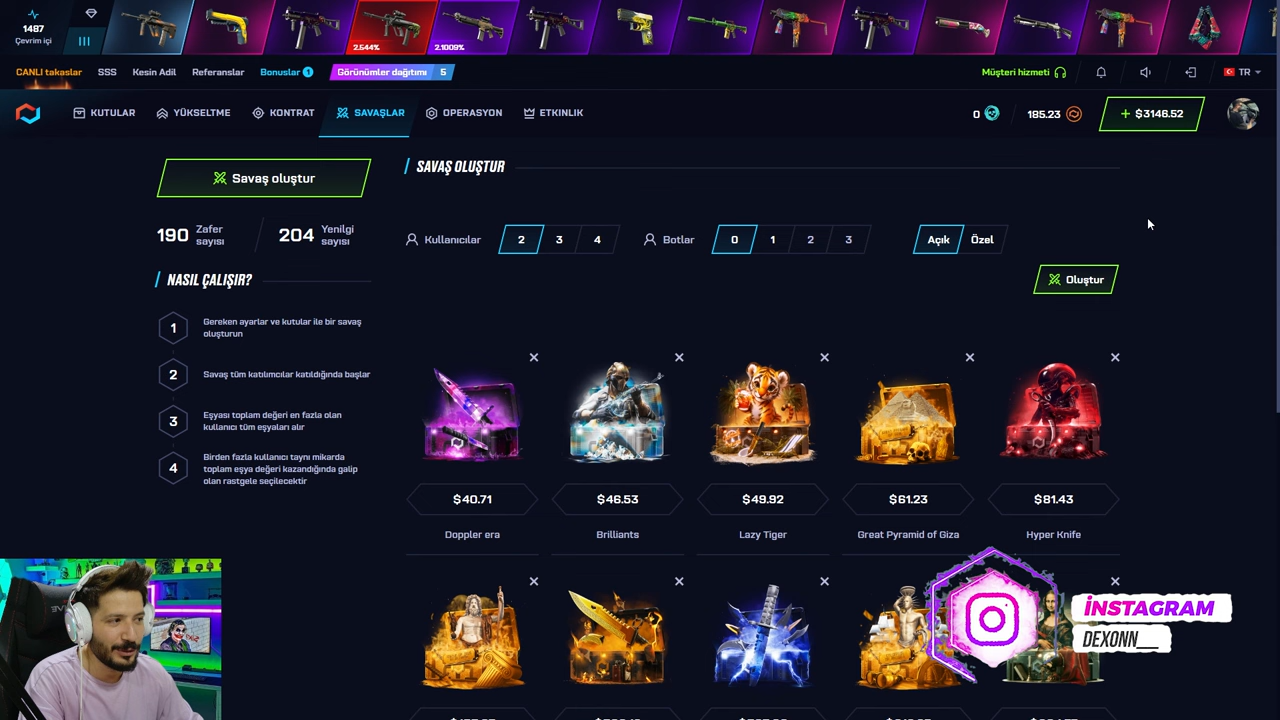 1487
Çevrim içi
2.544%
2.1009%
CANLI takaslar
SSS
Kesin Adil
Referanslar
Bonuslar 1
Görünümler dağıtımı 5
Müşteri hizmeti
TR
KUTULAR
YÜKSELTME
KONTRAT
SAVAŞLAR
OPERASYON
ETKINLIK
0
185.23
+ $3146.52
Savaş oluştur
190 Zafer sayısı
204 Yenilgi sayısı
NASIL ÇALIŞIR?
1
Gereken ayarlar ve kutular ile bir savaş
oluşturun
2
Savaş tüm katılımcılar katıldığında başlar
3
Eşyası toplam değeri en fazla olan
kullanıcı tüm eşyaları alır
4
Birden fazla kullanıcı taynı mikarda
toplam eşya değeri kazandığında galip
olan rastgele seçilecektir
SAVAŞ OLUŞTUR
Kullanıcılar 2 3 4
Botlar 0 1 2 3
Açık Özel
Oluştur
$40.71
Doppler era
$46.53
Brilliants
$49.92
Lazy Tiger
$61.23
Great Pyramid of Giza
$81.43
Hyper Knife
İNSTAGRAM
DEXONN__